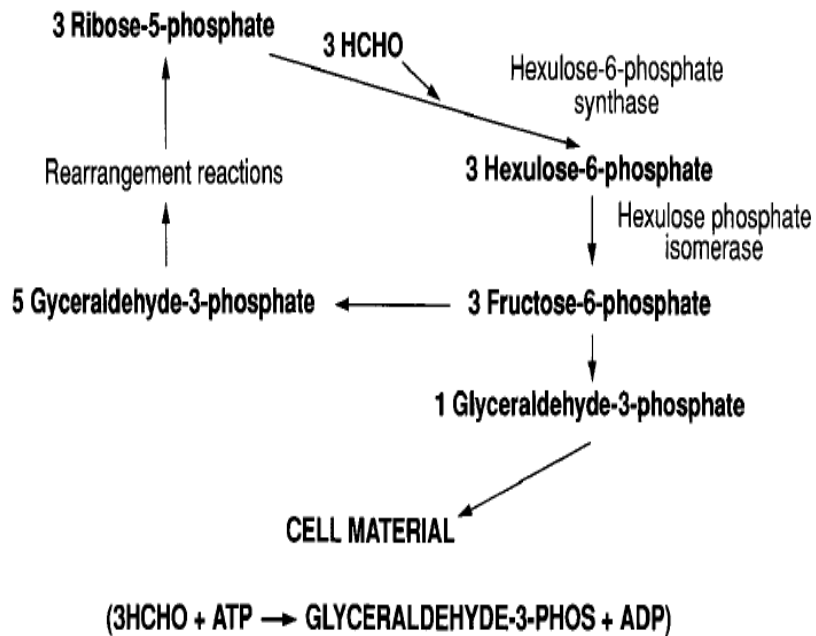 3 Ribose-5-phosphate
3 HCHO
Hexulose-6-phosphate
synthase
Rearrangement reactions
3 Hexulose-6-phosphate
Hexulose phosphate
isomerase
5 Gyceraldehyde-3-phosphate
3 Fructose-6-phosphate
1 Glyceraldehyde-3-phosphate
CELL MATERIAL
(3HCHO + ATP → GLYCERALDEHYDE-3-PHOS + ADP)